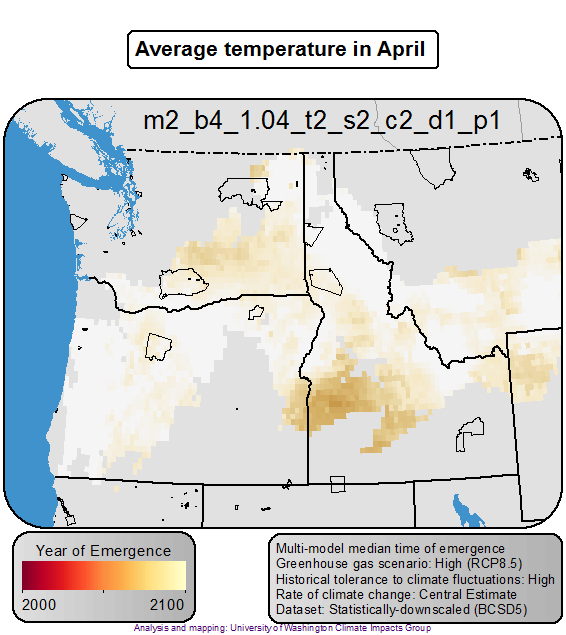 Average temperature in April
m2_b4_1.04_t2_s2_c2_d1_p1
Year of Emergence
2000 2100
Multi-model median time of emergence
Greenhouse gas scenario: High (RCP8.5)
Historical tolerance to climate fluctuations: High
Rate of climate change: Central Estimate
Dataset: Statistically-downscaled (BCSD5)
Analysis and mapping: University of Washington Climate Impacts Group